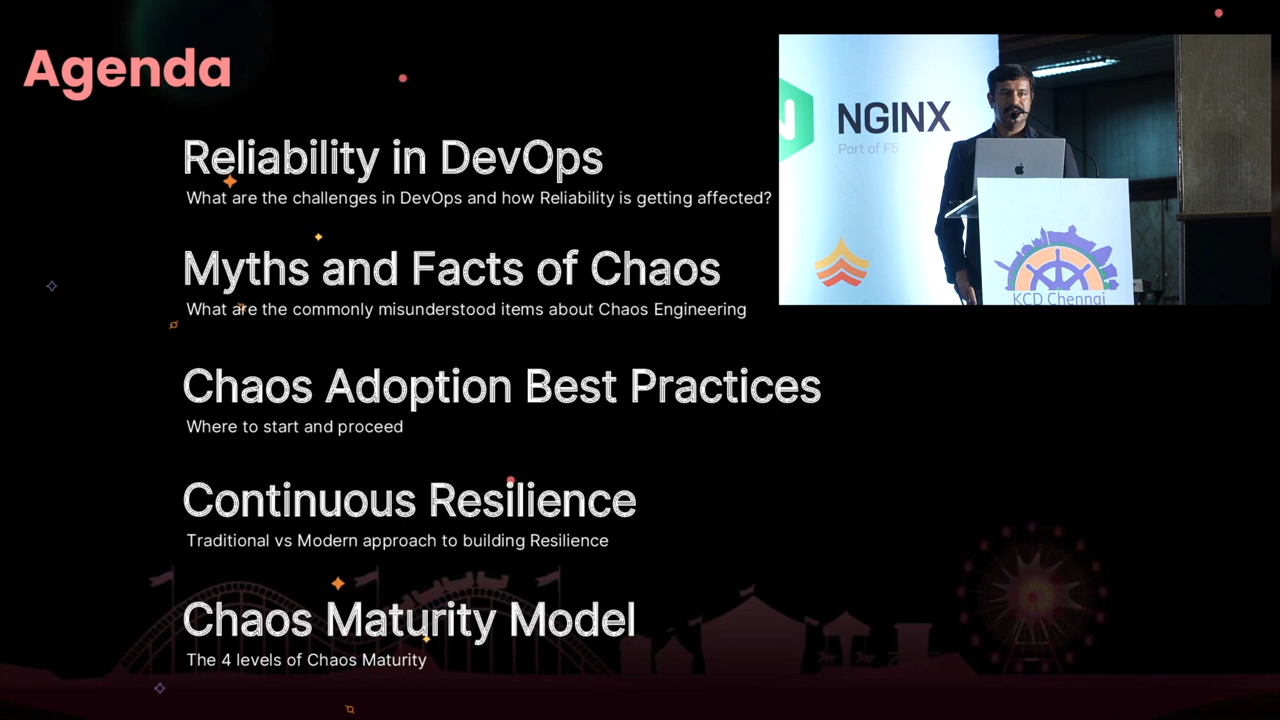 Agenda
Reliability in DevOps
What are the challenges in DevOps and how Reliability is getting affected?
Myths and Facts of Chaos
What are the commonly misunderstood items about Chaos Engineering
Chaos Adoption Best Practices
Where to start and proceed
Continuous Resilience
Traditional vs Modern approach to building Resilience
Chaos Maturity Model
The 4 levels of Chaos Maturity
N
NGINX
Part of F5
KCD Chennai